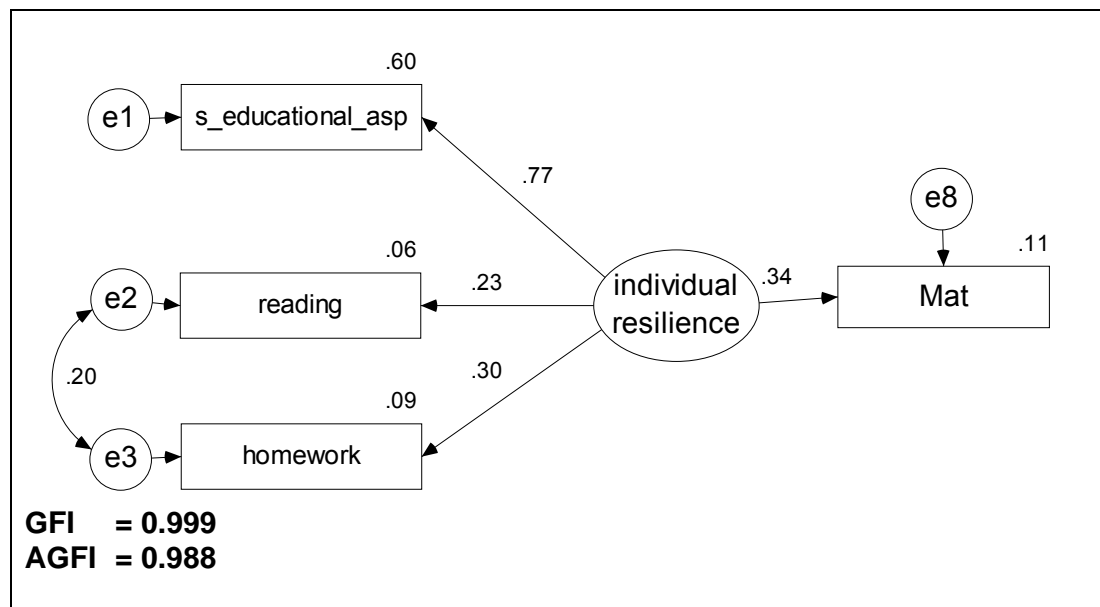 .60
e1
s_educational_asp
.77
e8
.06
.11
e2
reading
.23
individual
resilience
.34
Mat
.20
.30
.09
e3
homework
GFI = 0.999
AGFI = 0.988